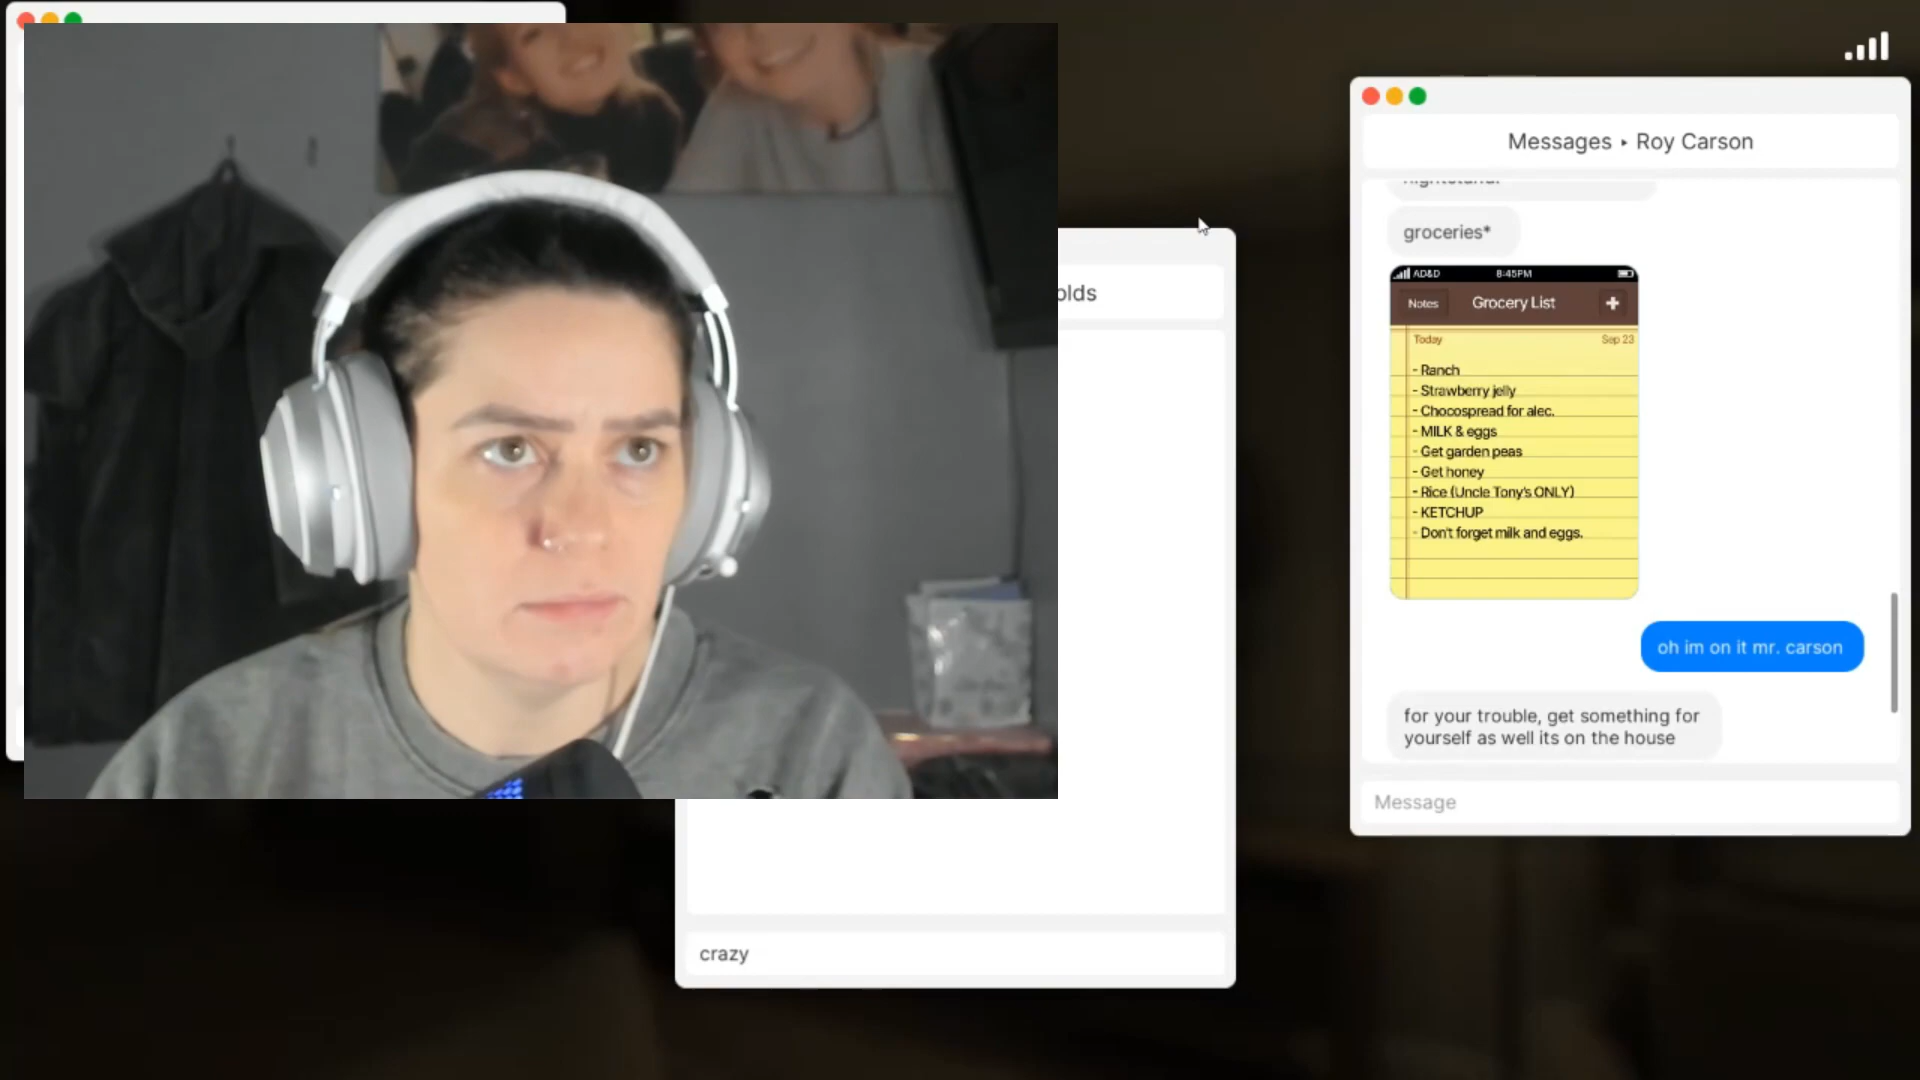 Messages ▸ Roy Carson
groceries*
AD&D 8:45PM
Notes Grocery List +
Today Sep 23
- Ranch
- Strawberry jelly
- Chocospread for alec.
- MILK & eggs
- Get garden peas
- Get honey
- Rice (Uncle Tony's ONLY)
- KETCHUP
- Don't forget milk and eggs.
oh im on it mr. carson
for your trouble, get something for
yourself as well its on the house
Message
crazy